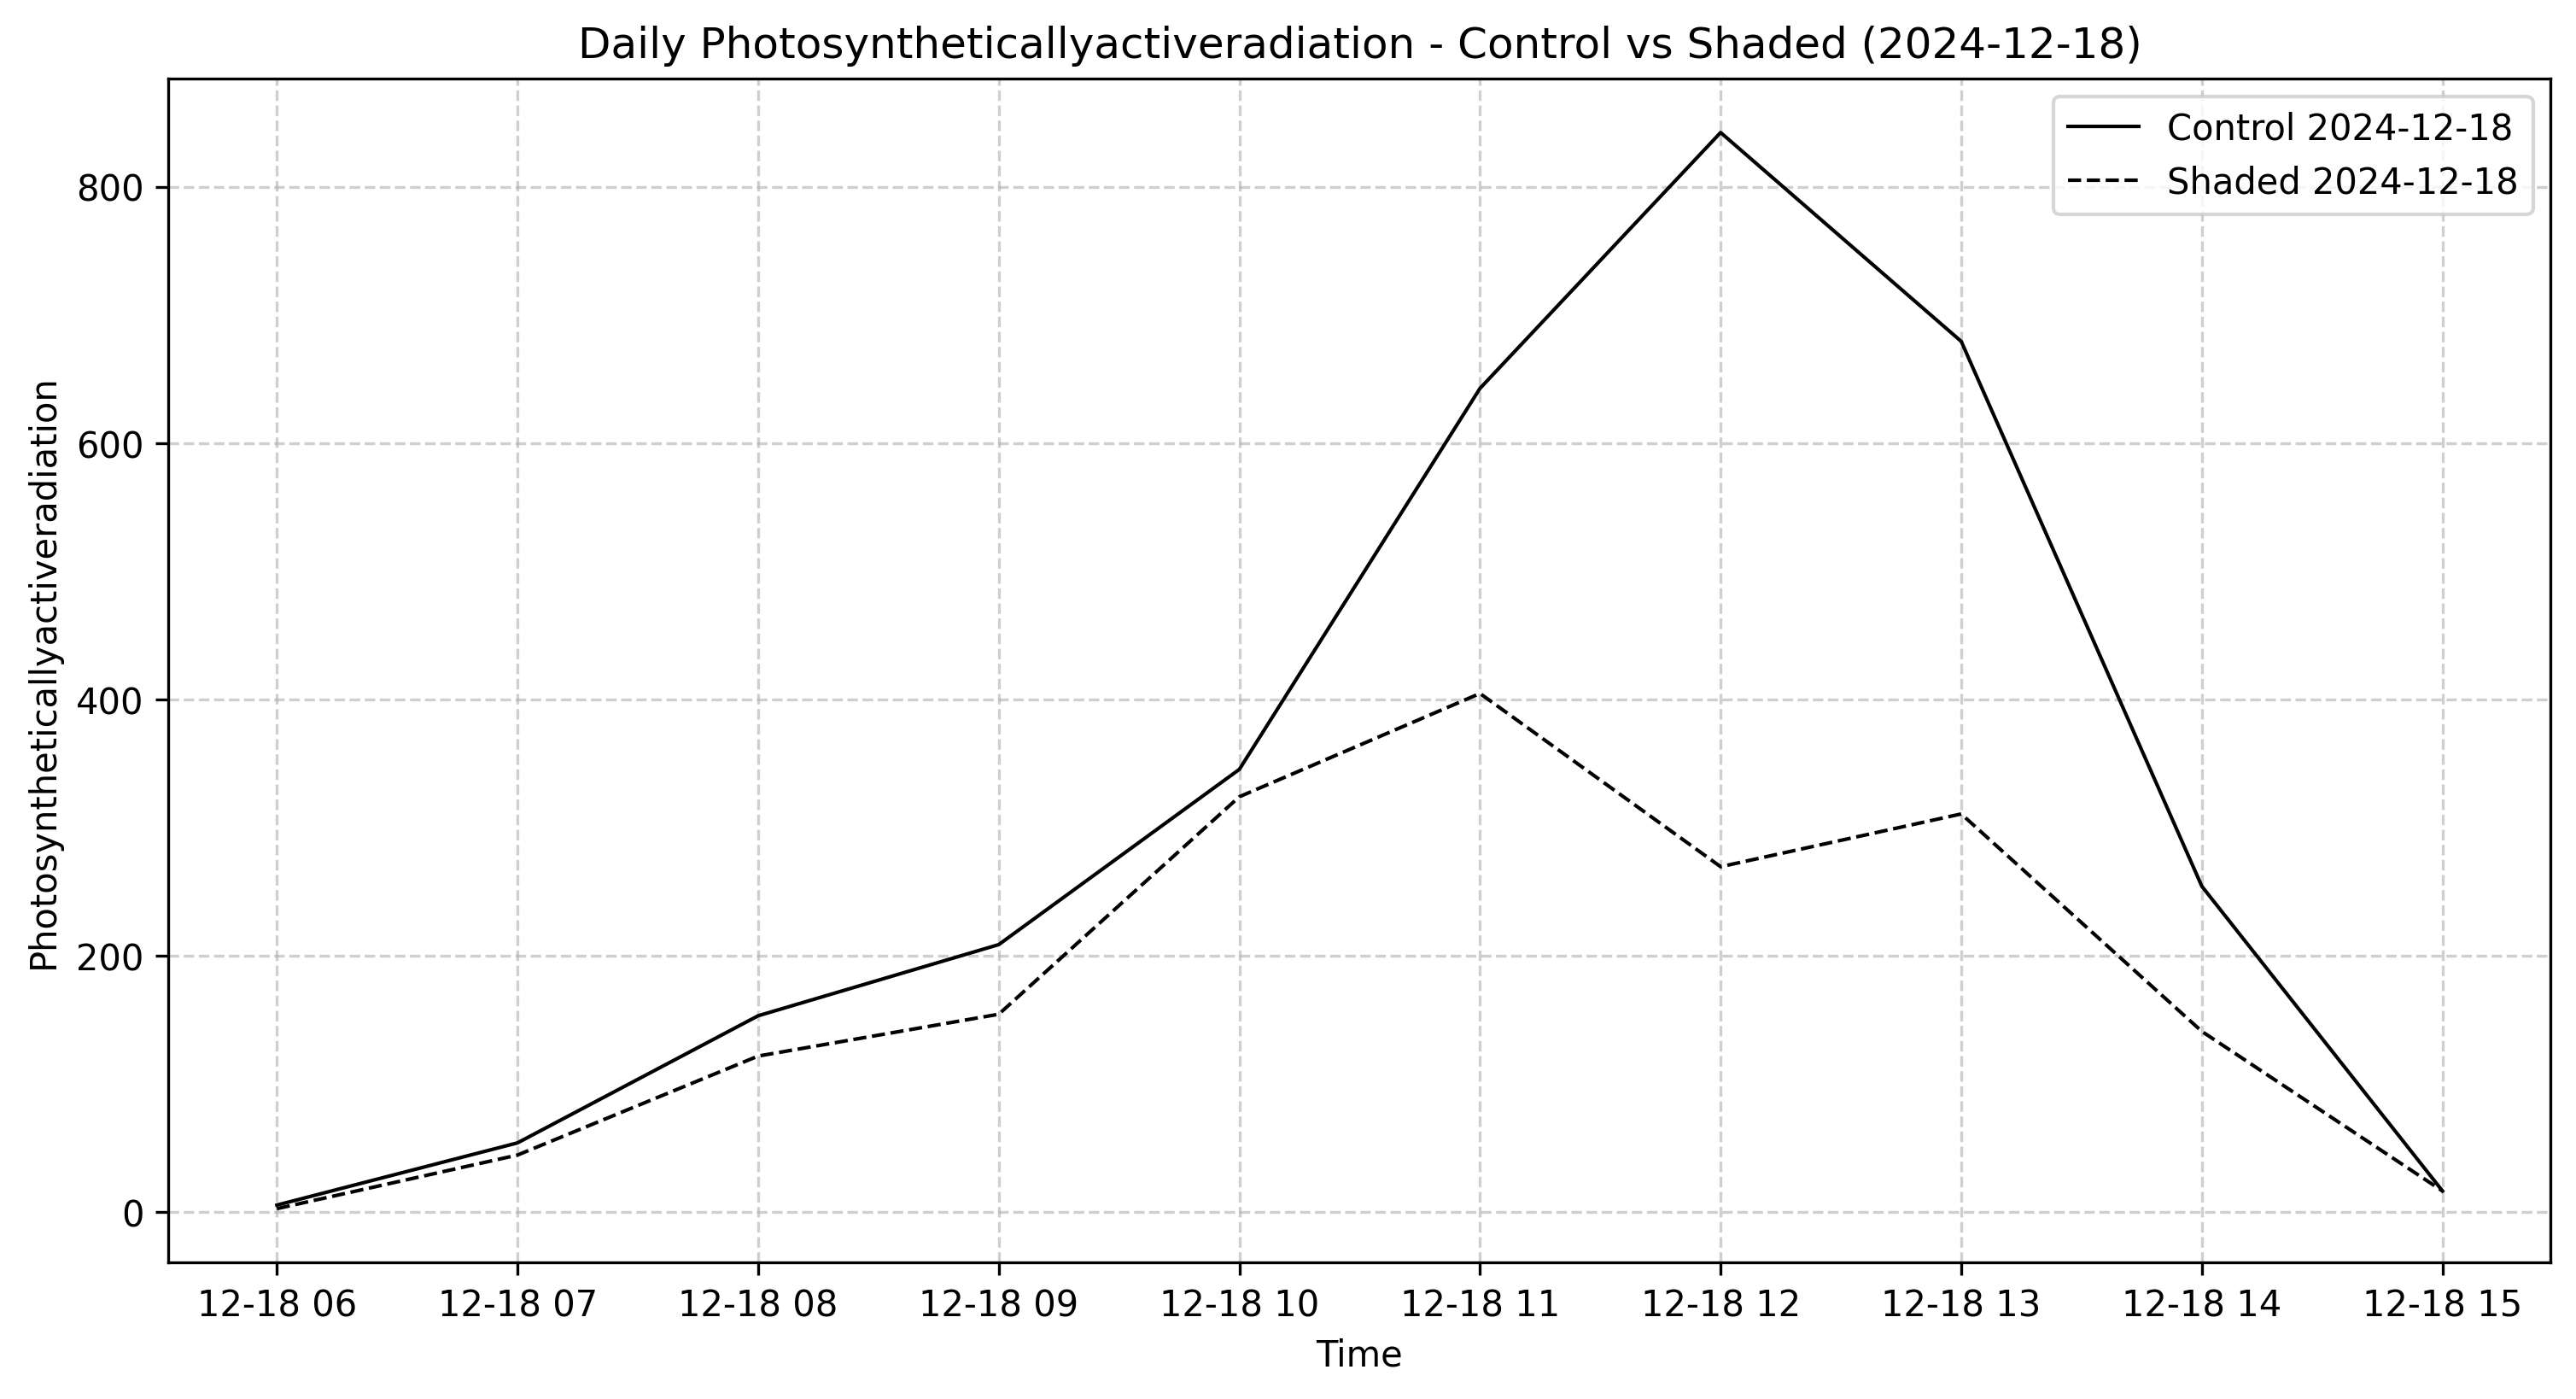 Daily Photosyntheticallyactiveradiation - Control vs Shaded (2024-12-18)
Control 2024-12-18
Shaded 2024-12-18
Photosyntheticallyactiveradiation
800
600
400
200
0
12-18 06 12-18 07 12-18 08 12-18 09 12-18 10 12-18 11 12-18 12 12-18 13 12-18 14 12-18 15
Time